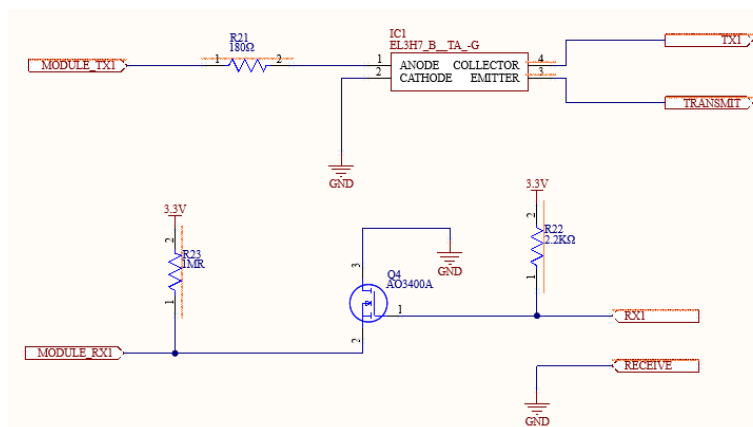 IC1
EL3H7_B__TA_-G
R21
180Ω
MODULE_TX1
1
2
1
2
ANODE
CATHODE
COLLECTOR
EMITTER
4
3
TX1
TRANSMIT
GND
3.3V
2
R23
1MR
1
MODULE_RX1
3
Q4
AO3400A
1
2
GND
3.3V
2
R22
2.2KΩ
1
RX1
RECEIVE
GND